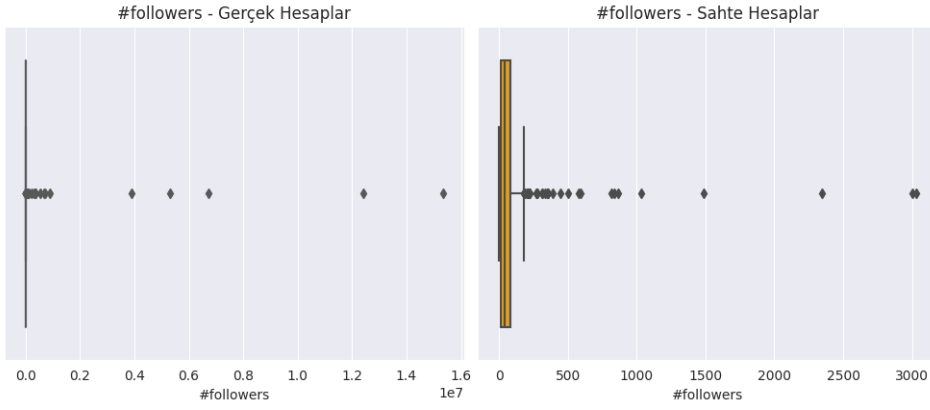 #followers - Gerçek Hesaplar
0.0 0.2 0.4 0.6 0.8 1.0 1.2 1.4 1.6
1e7
#followers
#followers - Sahte Hesaplar
0 500 1000 1500 2000 2500 3000
#followers